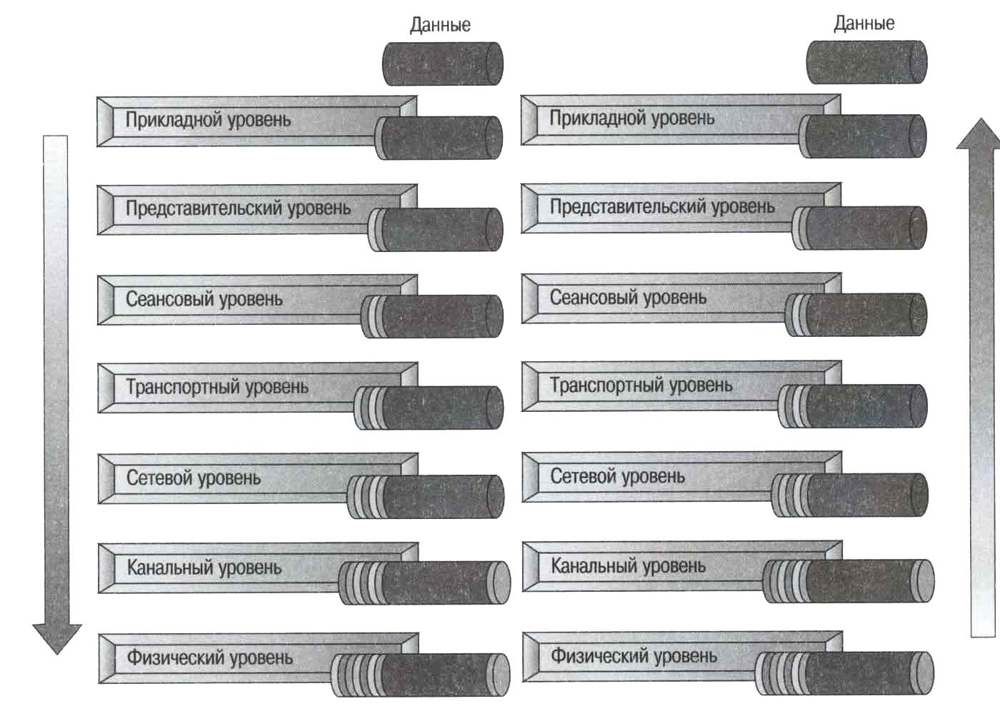 Данные
Прикладной уровень
Представительский уровень
Сеансовый уровень
Транспортный уровень
Сетевой уровень
Канальный уровень
Физический уровень
Данные
Прикладной уровень
Представительский уровень
Сеансовый уровень
Транспортный уровень
Сетевой уровень
Канальный уровень
Физический уровень